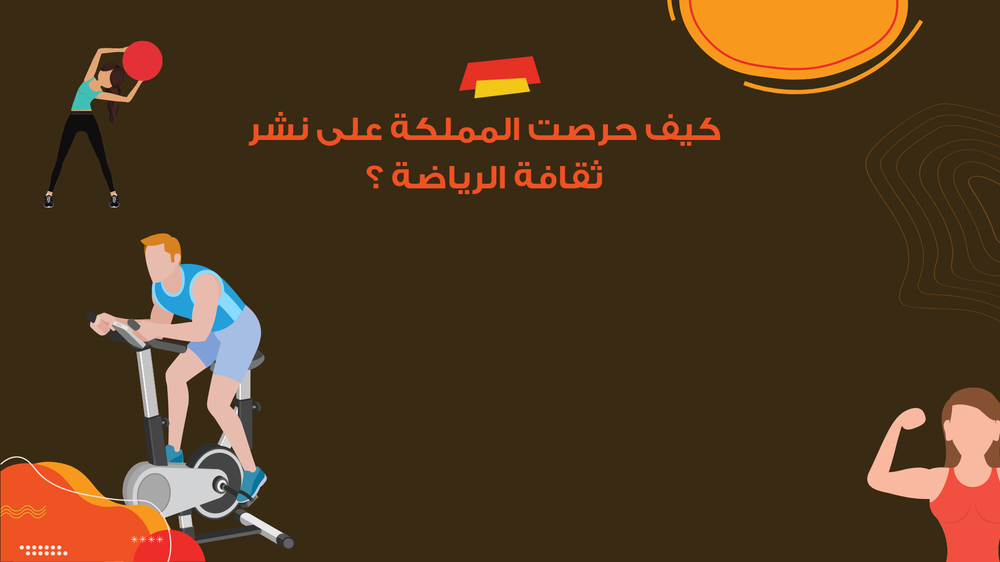 كيف حرصت المملكة على نشر
ثقافة الرياضة ؟